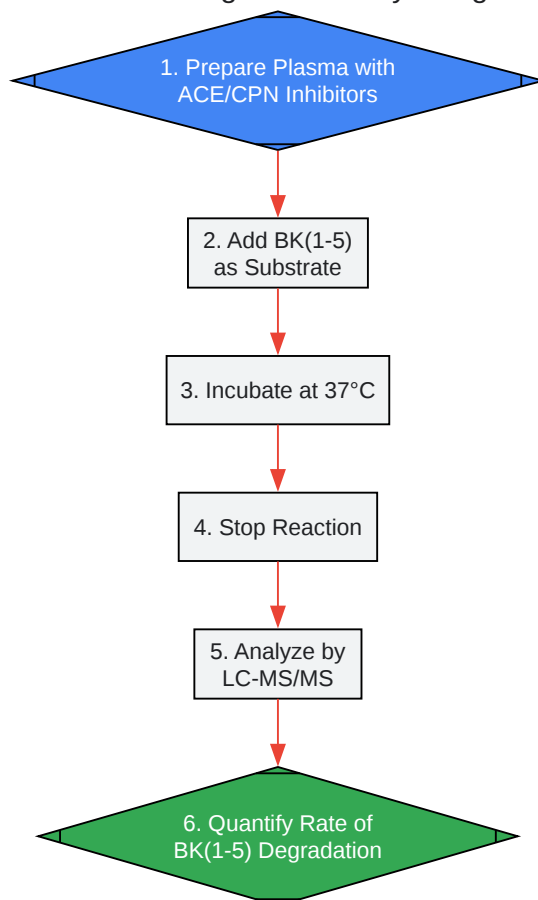 1. Prepare Plasma with
ACE/CPN Inhibitors
2. Add BK(1-5)
as Substrate
3. Incubate at 37°C
4. Stop Reaction
5. Analyze by
LC-MS/MS
6. Quantify Rate of
BK(1-5) Degradation